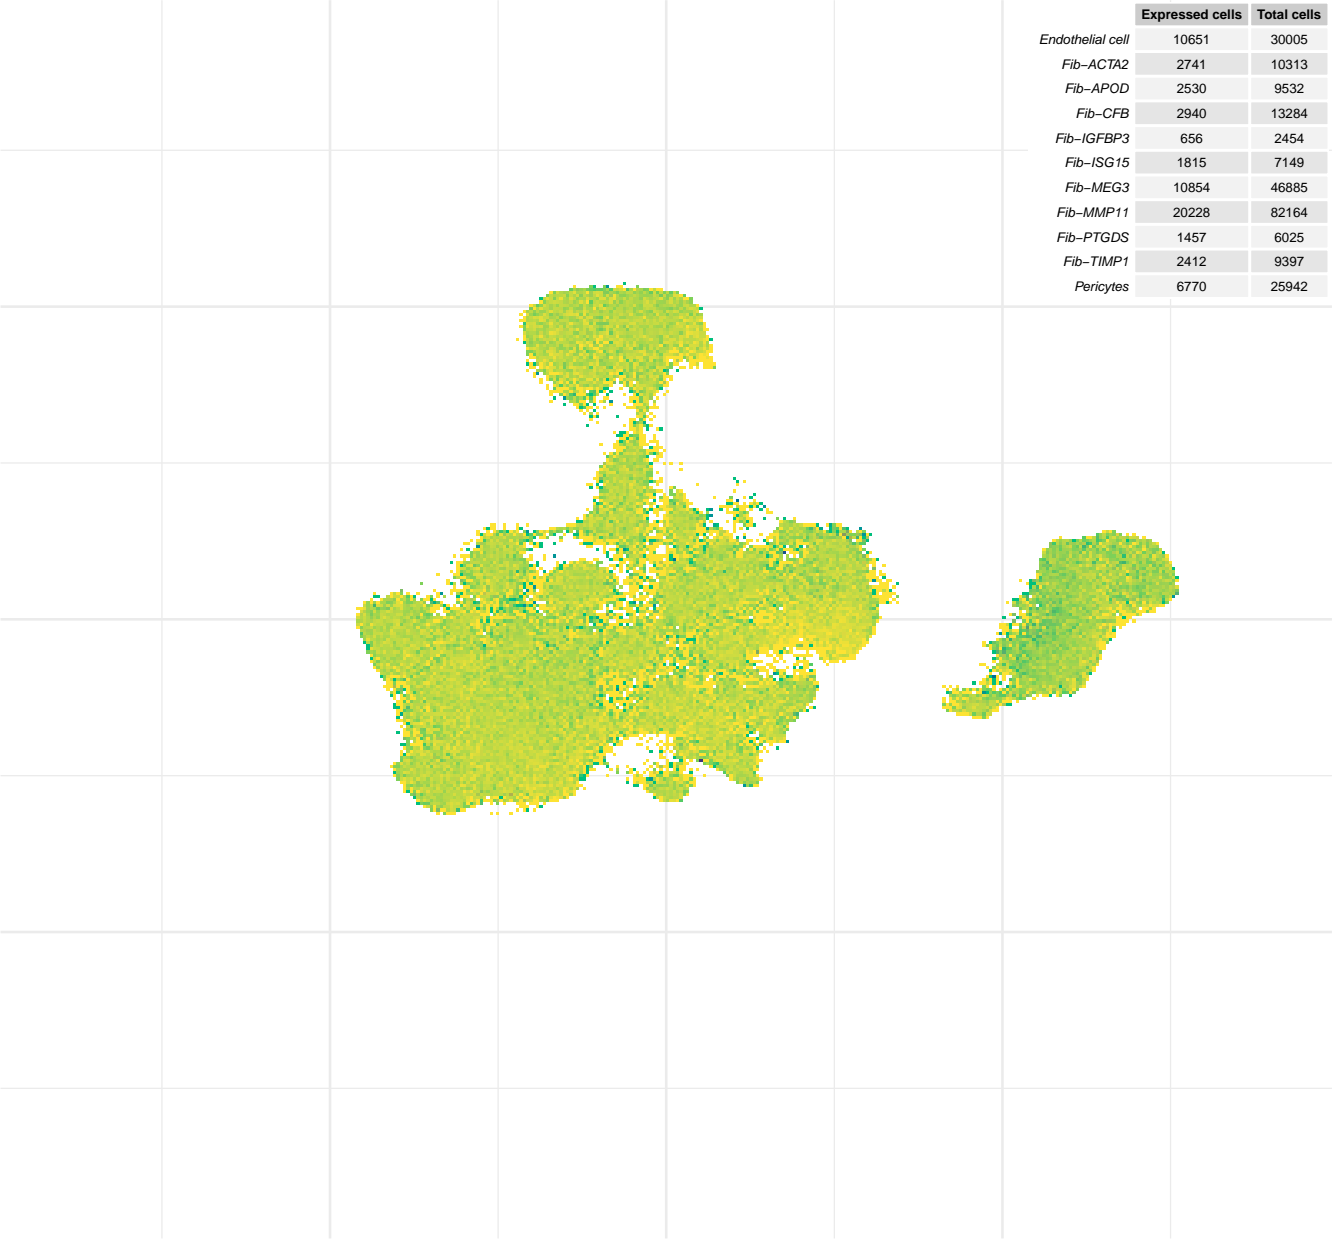 Expressed cells Total cells
Endothelial cell 10651 30005
Fib−ACTA2 2741 10313
Fib−APOD 2530 9532
Fib−CFB 2940 13284
Fib−IGFBP3 656 2454
Fib−ISG15 1815 7149
Fib−MEG3 10854 46885
Fib−MMP11 20228 82164
Fib−PTGDS 1457 6025
Fib−TIMP1 2412 9397
Pericytes 6770 25942